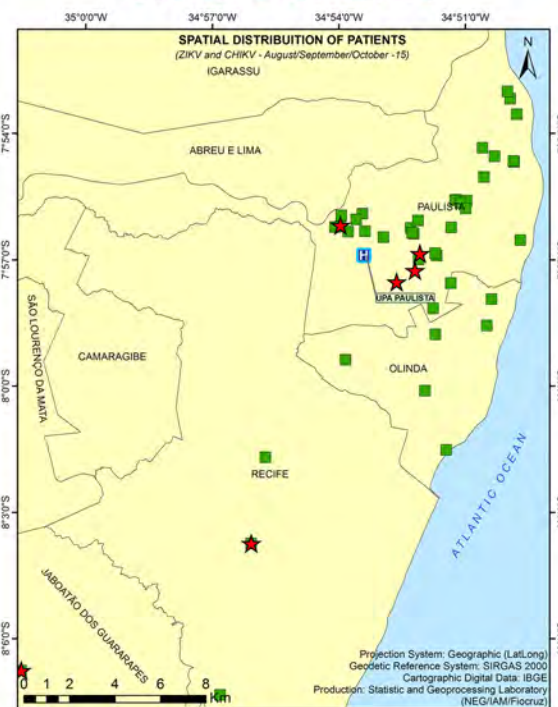 35°0'0"S 34°57'0"S 34°54'0"S 34°51'0"S
SPATIAL DISTRIBUITION OF PATIENTS
(ZIKV and CHIKV - August/September/October -15)
N
IGARASSU
7°54'0"S
ABREU E LIMA
PAULISTA
7°57'0"S
H
UPA PAULISTA
SÃO LOURENÇO DA MATA
CAMARAGIBE
OLINDA
8°0'0"S
RECIFE
ATLANTIC OCEAN
8°3'0"S
JABOATÃO DOS GUARARAPES
8°6'0"S
Projection System: Geographic (LatLong)
Geodetic Reference System: SIRGAS 2000
Cartographic Digital Data: IBGE
Production: Statistic and Geoprocessing Laboratory
(NEG/IAM/Fiocruz)
0 1 2 4 6 8
Km